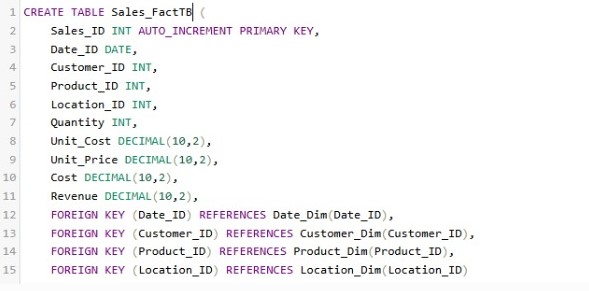 1 CREATE TABLE Sales_FactTB (
2 Sales_ID INT AUTO_INCREMENT PRIMARY KEY,
3 Date_ID DATE,
4 Customer_ID INT,
5 Product_ID INT,
6 Location_ID INT,
7 Quantity INT,
8 Unit_Cost DECIMAL(10,2),
9 Unit_Price DECIMAL(10,2),
10 Cost DECIMAL(10,2),
11 Revenue DECIMAL(10,2),
12 FOREIGN KEY (Date_ID) REFERENCES Date_Dim(Date_ID),
13 FOREIGN KEY (Customer_ID) REFERENCES Customer_Dim(Customer_ID),
14 FOREIGN KEY (Product_ID) REFERENCES Product_Dim(Product_ID),
15 FOREIGN KEY (Location_ID) REFERENCES Location_Dim(Location_ID)